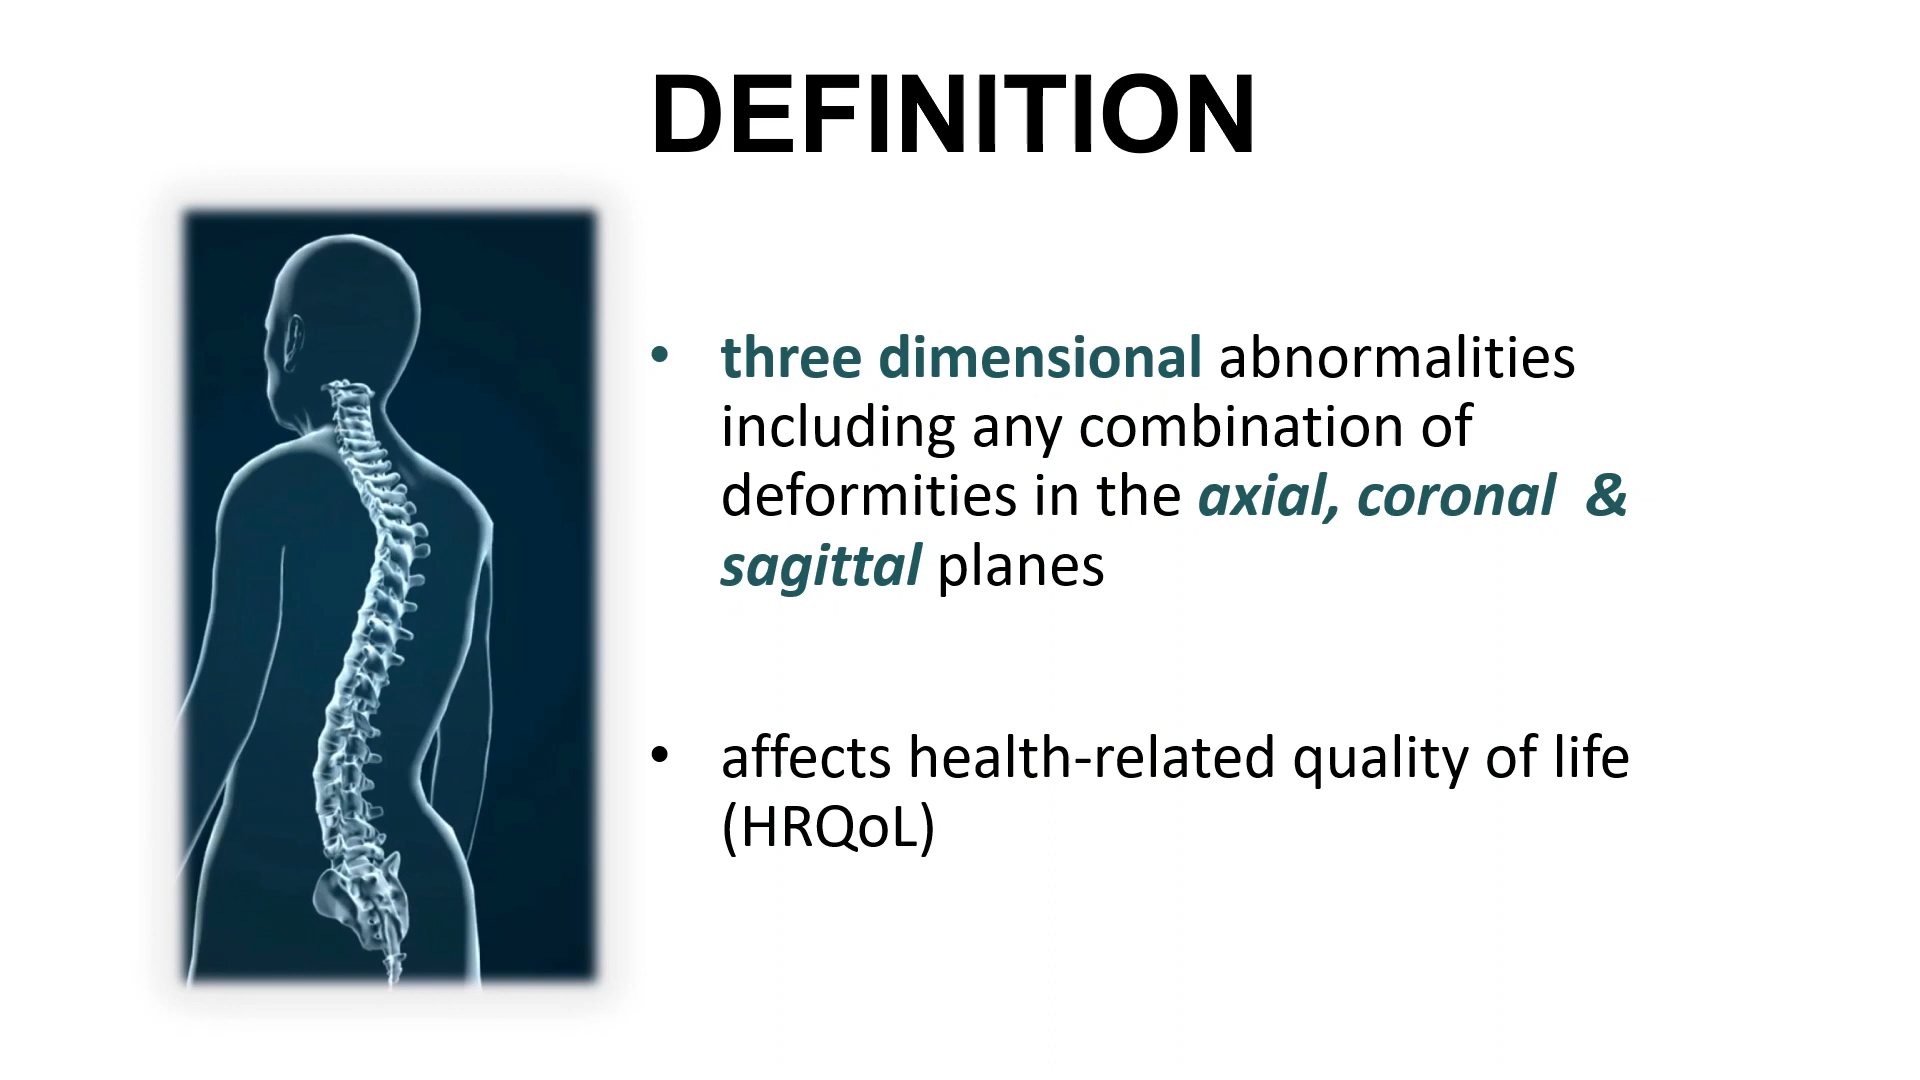 DEFINITION
• three dimensional abnormalities
including any combination of
deformities in the axial, coronal  &
sagittal planes
• affects health-related quality of life
(HRQoL)